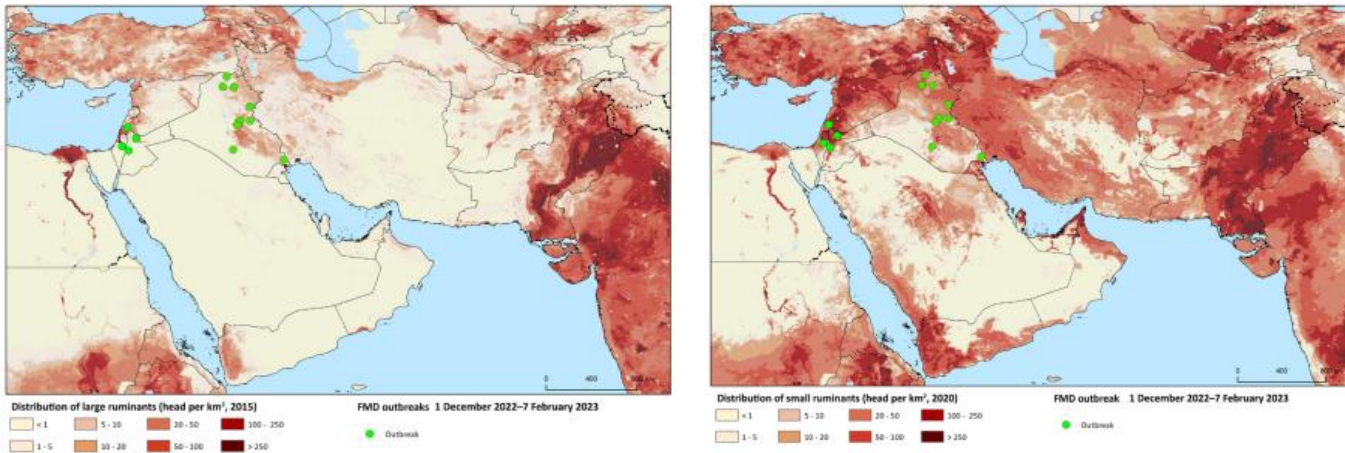 0 400
Distribution of large ruminants (head per km², 2015)
FMD outbreaks 1 December 2022–7 February 2023
< 1 5 - 10 20 - 50 100 - 250
Outbreak
1 - 5 10 - 20 50 - 100 > 250
0 400
Distribution of small ruminants (head per km², 2020)
FMD outbreak 1 December 2022–7 February 2023
< 1 5 - 10 20 - 50 100 - 250
Outbreak
1 - 5 10 - 20 50 - 100 > 250